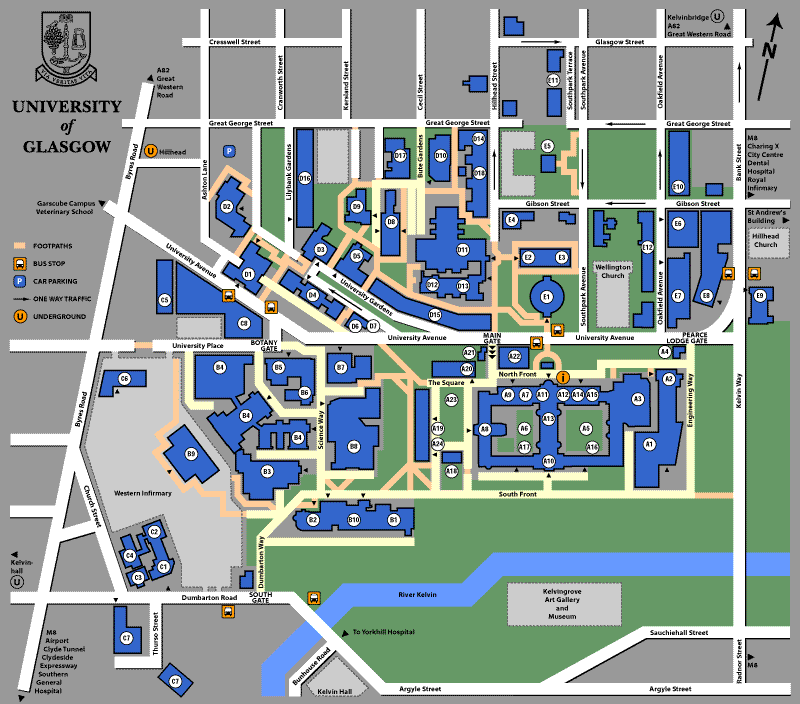 VIA VERITAS VITA
UNIVERSITY
of
GLASGOW
FOOTPATHS
BUS STOP
P
CAR PARKING
ONE WAY TRAFFIC
U
UNDERGROUND
Kelvinbridge U
A82
Great Western Road
N
A82
Great
Western
Road
Cresswell Street
Glasgow Street
Cranworth Street
Kersland Street
Cecil Street
Hillhead Street
Southpark Terrace
Southpark Avenue
Oakfield Avenue
E11
Great George Street
Great George Street
Great George Street
Byres Road
U Hillhead
P
Ashton Lane
Lilybank Gardens
Bute Gardens
Bank Street
M8
Charing X
City Centre
Dental
Hospital
Royal
Infirmary
D14
D17
D10
D16
D18
E5
E10
Garscube Campus
Veterinary School
Gibson Street
Gibson Street
St Andrew's
Building
Hillhead
Church
D2
D9
D8
E4
E6
D3
D5
D11
E2
E3
E12
University Avenue
D1
D4
University Gardens
D12
D13
E1
Wellington
Church
Southpark Avenue
Oakfield Avenue
E7
E8
E9
C5
C8
D6
D7
D15
University Place
BOTANY
GATE
University Avenue
MAIN
GATE
University Avenue
PEARCE
LODGE GATE
A21
A22
A4
B4
B5
B7
A20
North Front
C6
B6
The Square
i
A2
A9
A7
A11
A12
A14
A15
A3
A23
Engineering Way
Kelvin Way
Byres Road
B4
Science Way
A13
A19
A8
A6
A5
B4
B8
A24
A17
A16
A1
B9
B3
A18
A10
Church Street
Western Infirmary
South Front
B2
B10
B1
C2
C4
C1
C3
Dumbarton Way
Kelvin-
hall
U
Dumbarton Road
SOUTH
GATE
River Kelvin
Kelvingrove
Art Gallery
and
Museum
C7
Thurso Street
To Yorkhill Hospital
Sauchiehall Street
M8
Airport
Clyde Tunnel
Clydeside
Expressway
Southern
General
Hospital
Bunhouse Road
Radnor Street
M8
C7
Kelvin Hall
Argyle Street
Argyle Street